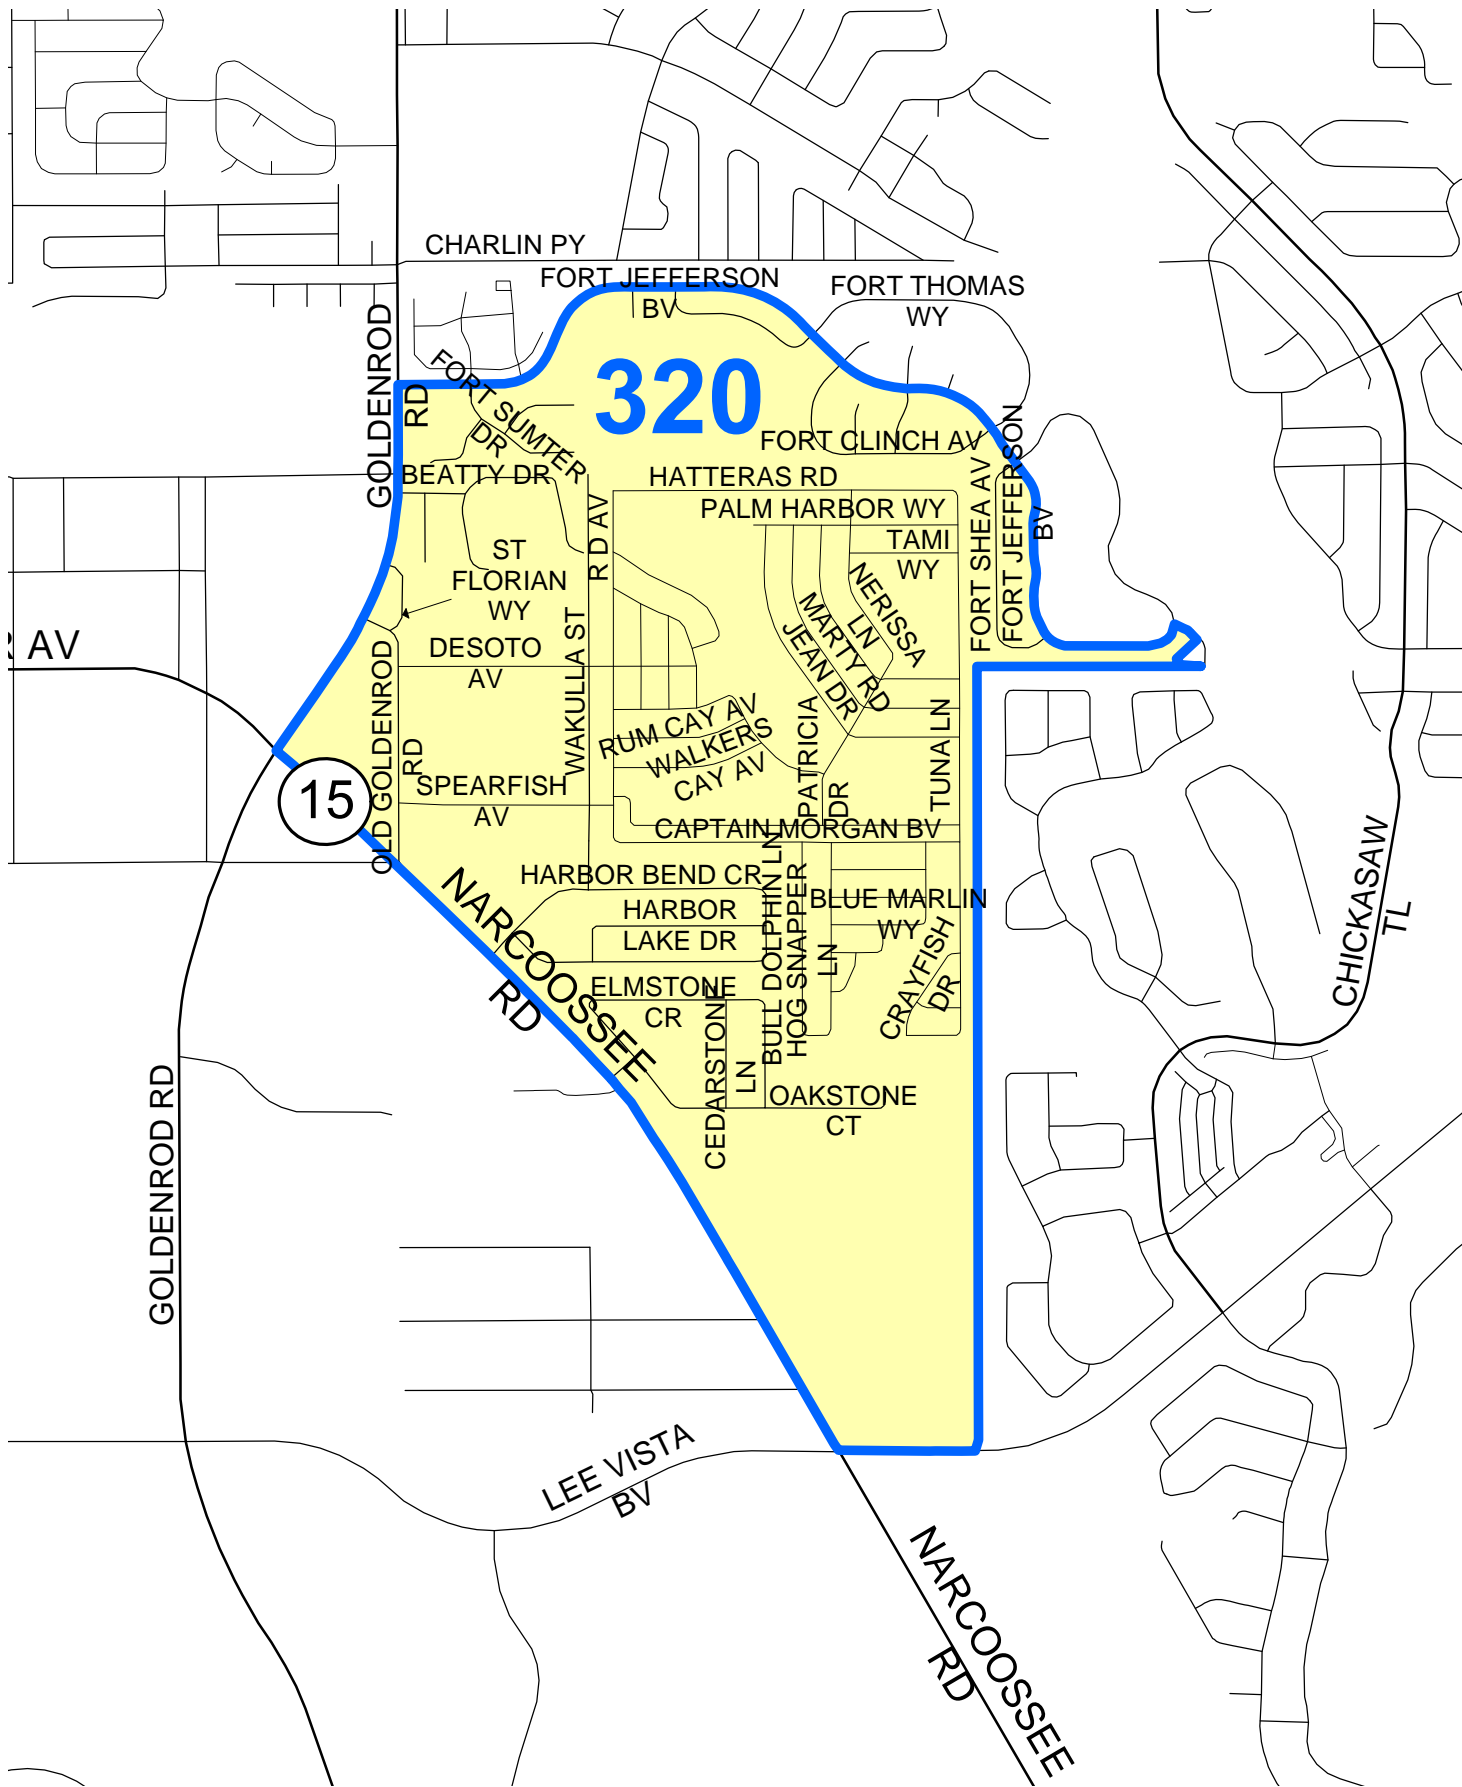 CHARLIN PY
FORT JEFFERSON
BV
FORT THOMAS
WY
GOLDENROD
RD
320
FORT SUMTER
DR
FORT CLINCH AV
BEATTY DR
HATTERAS RD
PALM HARBOR WY
TAMI
WY
R D AV
FORT SHEA AV
FORT JEFFERSON
BV
ST
FLORIAN
WY
NERISSA
LN
MARTY RD
JEAN DR
AV
DESOTO
AV
WAKULLA ST
OLD GOLDENROD
RD
RUM CAY AV
WALKERS
CAY AV
PATRICIA
DR
TUNA LN
15
SPEARFISH
AV
CAPTAIN MORGAN BV
CHICKASAW
TL
HARBOR BEND CR
NARCOOSSEE
RD
HARBOR
LAKE DR
BULL DOLPHIN LN
HOG SNAPPER
LN
BLUE MARLIN
WY
CRAYFISH
DR
ELMSTONE
CR
CEDARSTONE
LN
OAKSTONE
CT
GOLDENROD RD
LEE VISTA
BV
NARCOOSSEE
RD